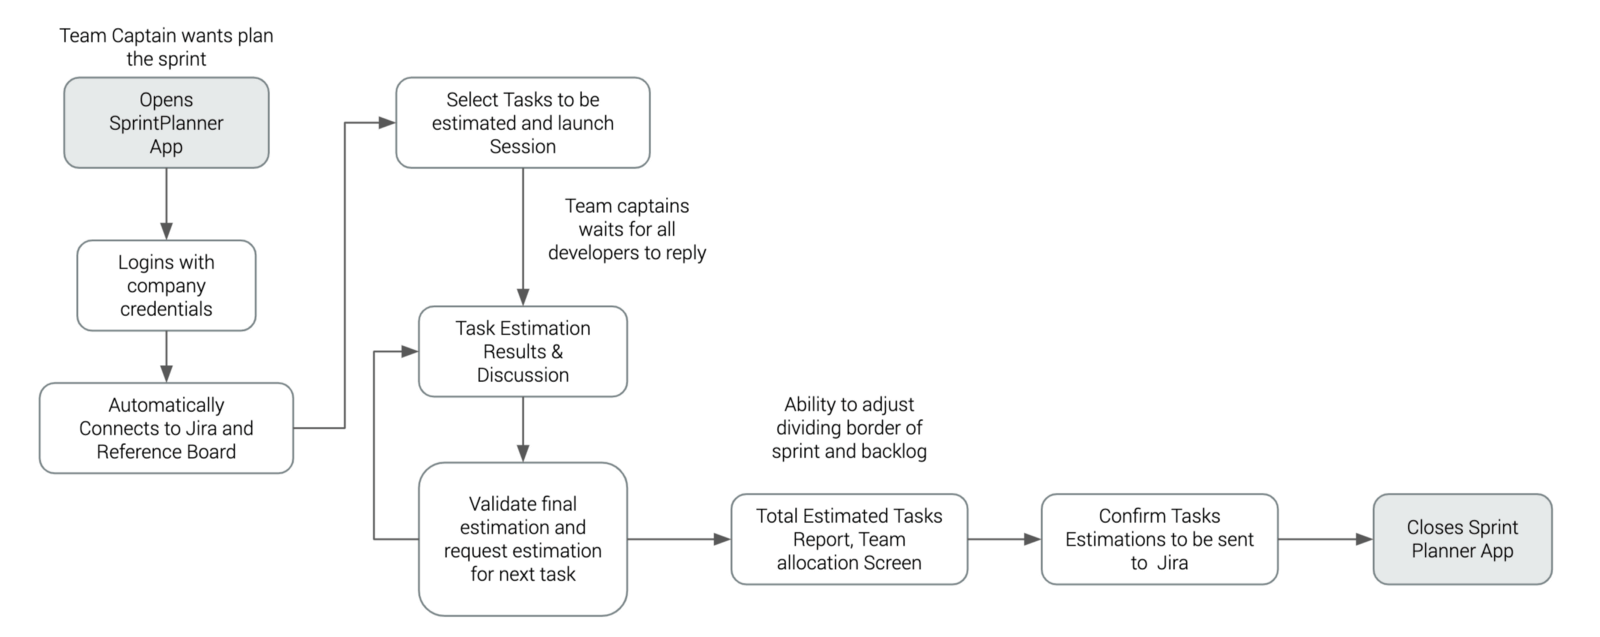 Team Captain wants plan
the sprint
Opens
SprintPlanner
App
Logins with
company
credentials
Automatically
Connects to Jira and
Reference Board
Select Tasks to be
estimated and launch
Session
Team captains
waits for all
developers to reply
Task Estimation
Results &
Discussion
Validate final
estimation and
request estimation
for next task
Ability to adjust
dividing border of
sprint and backlog
Total Estimated Tasks
Report, Team
allocation Screen
Confirm Tasks
Estimations to be sent
to Jira
Closes Sprint
Planner App